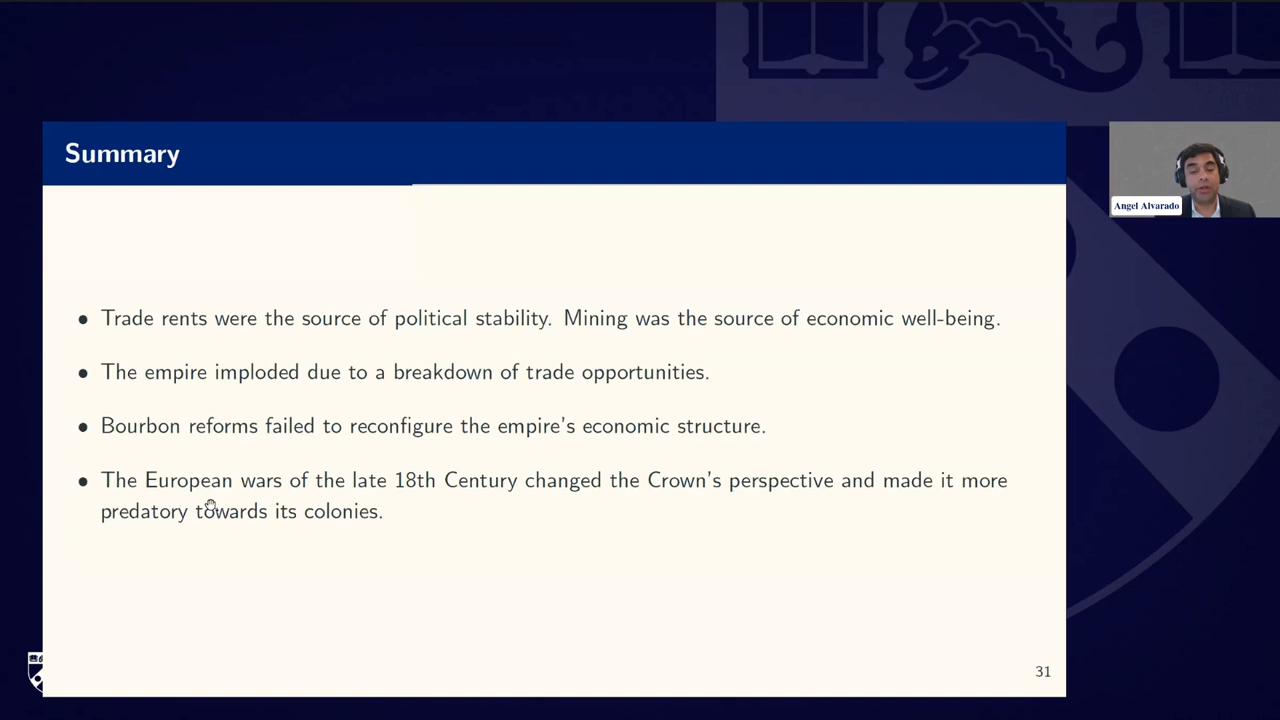 Summary
Angel Alvarado
● Trade rents were the source of political stability. Mining was the source of economic well-being.
● The empire imploded due to a breakdown of trade opportunities.
● Bourbon reforms failed to reconfigure the empire's economic structure.
● The European wars of the late 18th Century changed the Crown's perspective and made it more
predatory towards its colonies.
31